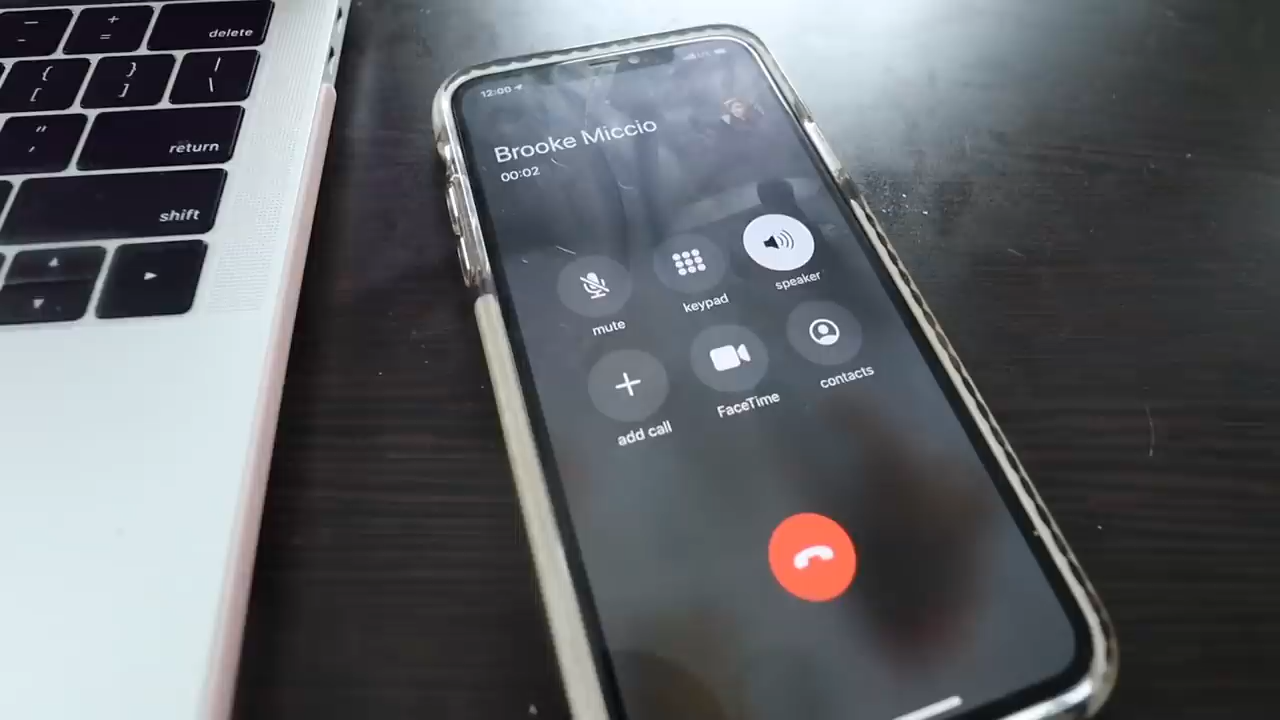 delete
return
shift
12:00
Brooke Miccio
00:02
mute
keypad
speaker
add call
FaceTime
contacts